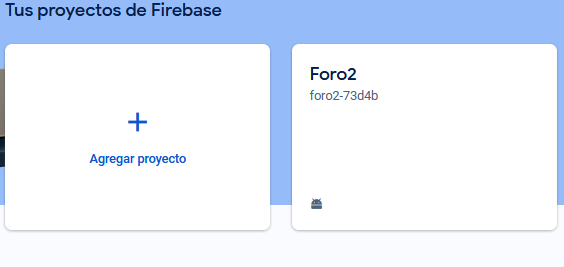 Tus proyectos de Firebase
Agregar proyecto
Foro2
foro2-73d4b